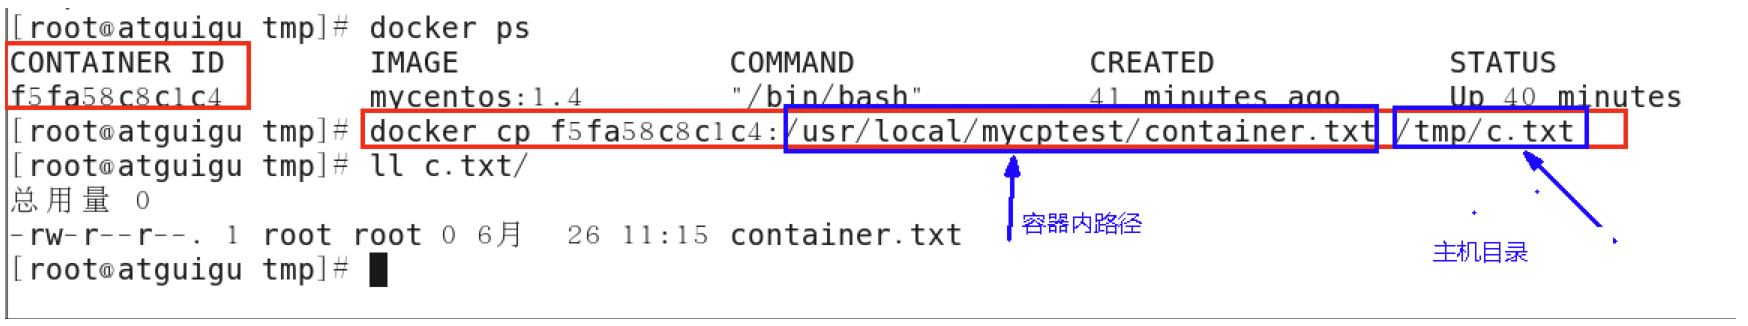 [root@atguigu tmp]# docker ps
CONTAINER ID IMAGE COMMAND CREATED STATUS
f5fa58c8c1c4 mycentos:1.4 "/bin/bash" 41 minutes ago Up 40 minutes
[root@atguigu tmp]# docker cp f5fa58c8c1c4:/usr/local/mycptest/container.txt /tmp/c.txt
[root@atguigu tmp]# ll c.txt/
总用量 0
-rw-r--r--. 1 root root 0 6月 26 11:15 container.txt
容器内路径
主机目录
[root@atguigu tmp]#